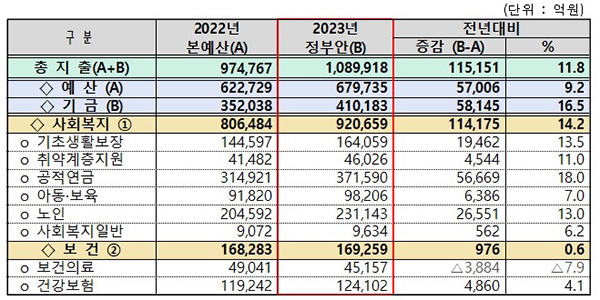 (단위 : 억원)
구 분 2022년 본예산(A) 2023년 정부안(B) 전년대비
증감 (B-A) %
총 지 출(A+B) 974,767 1,089,918 115,151 11.8
◇ 예 산 (A) 622,729 679,735 57,006 9.2
◇ 기 금 (B) 352,038 410,183 58,145 16.5
◇ 사회복지 ① 806,484 920,659 114,175 14.2
o 기초생활보장 144,597 164,059 19,462 13.5
o 취약계층지원 41,482 46,026 4,544 11.0
o 공적연금 314,921 371,590 56,669 18.0
o 아동·보육 91,820 98,206 6,386 7.0
o 노인 204,592 231,143 26,551 13.0
o 사회복지일반 9,072 9,634 562 6.2
◇ 보 건 ② 168,283 169,259 976 0.6
o 보건의료 49,041 45,157 △3,884 △7.9
o 건강보험 119,242 124,102 4,860 4.1